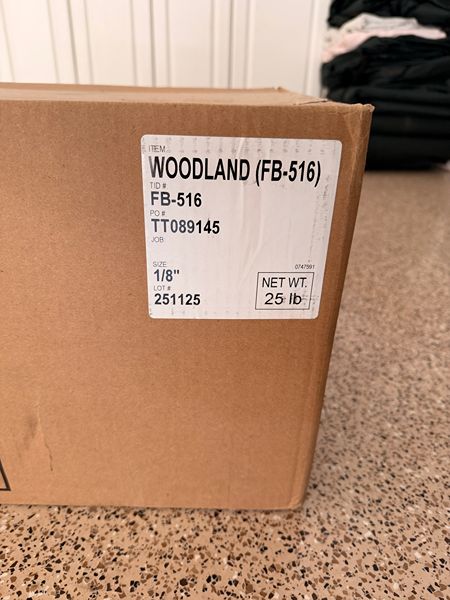 ITEM
WOODLAND (FB-516)
TID #
FB-516
PO #
TT089145
JOB
SIZE
1/8"
0747591
LOT #
251125
NET WT.
25 lb